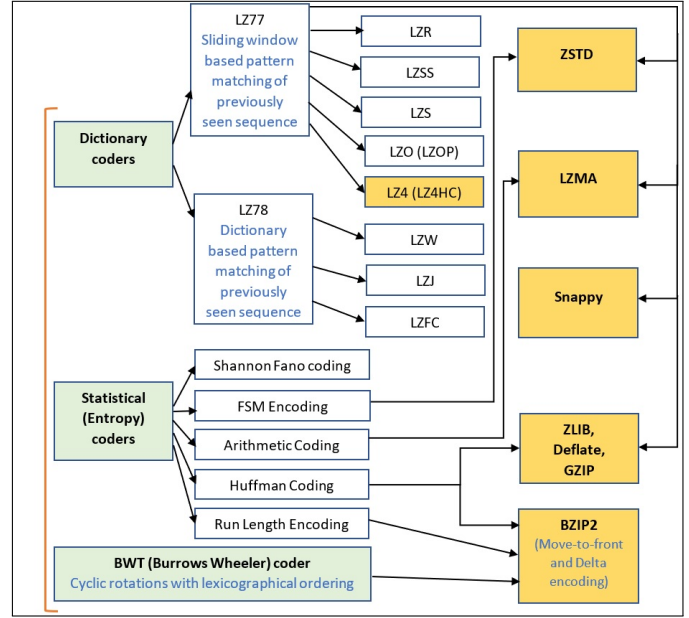 LZ77
Sliding window
based pattern
matching of
previously
seen sequence
LZR
LZSS
LZS
LZO (LZOP)
LZ4 (LZ4HC)
ZSTD
Dictionary
coders
LZMA
LZ78
Dictionary
based pattern
matching of
previously
seen sequence
LZW
LZJ
LZFC
Snappy
Statistical
(Entropy)
coders
Shannon Fano coding
FSM Encoding
Arithmetic Coding
Huffman Coding
Run Length Encoding
ZLIB,
Deflate,
GZIP
BWT (Burrows Wheeler) coder
Cyclic rotations with lexicographical ordering
BZIP2
(Move-to-front
and Delta
encoding)